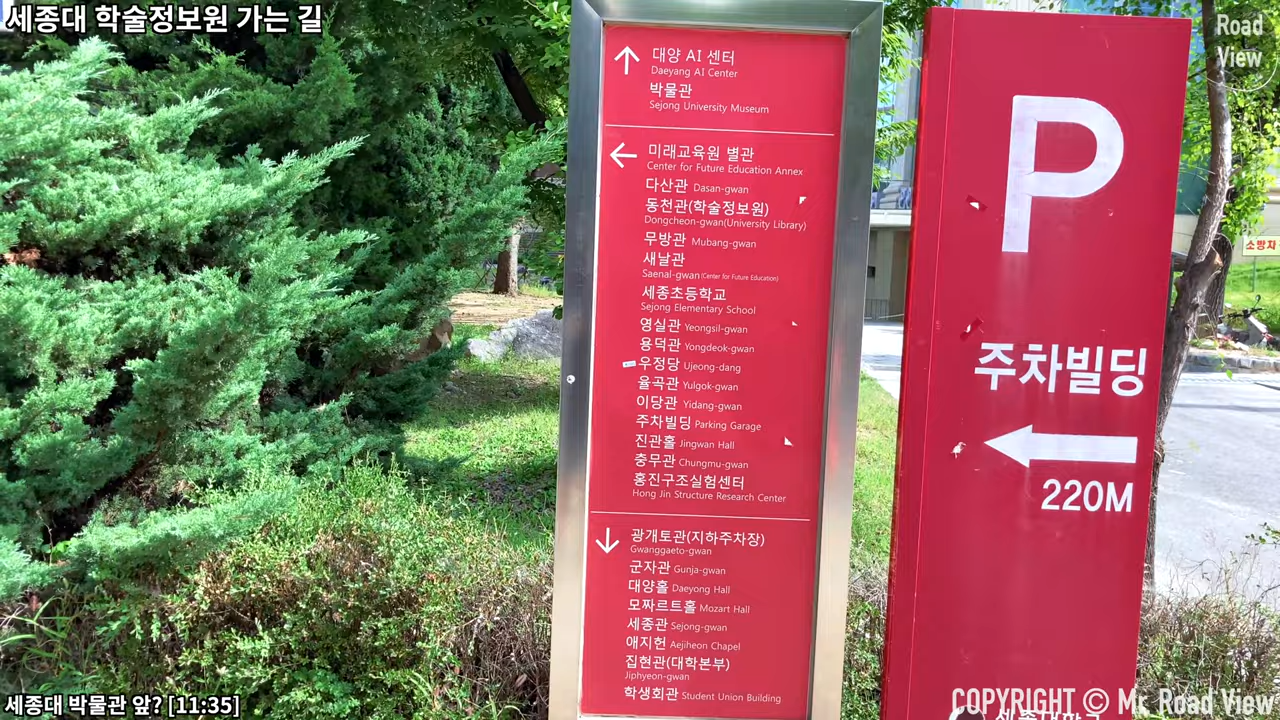 세종대 학술정보원 가는 길
Road
View
대양 AI 센터
Daeyang AI Center
박물관
Sejong University Museum
미래교육원 별관
Center for Future Education Annex
다산관 Dasan-gwan
동천관(학술정보원)
Dongcheon-gwan(University Library)
무방관 Mubang-gwan
새날관
Saenal-gwan(Center for Future Education)
세종초등학교
Sejong Elementary School
영실관 Yeongsil-gwan
용덕관 Yongdeok-gwan
우정당 Ujeong-dang
율곡관 Yulgok-gwan
이당관 Yidang-gwan
주차빌딩 Parking Garage
진관홀 Jingwan Hall
충무관 Chungmu-gwan
홍진구조실험센터
Hong Jin Structure Research Center
광개토관(지하주차장)
Gwanggaeto-gwan
군자관 Gunja-gwan
대양홀 Daeyong Hall
모짜르트홀 Mozart Hall
세종관 Sejong-gwan
애지헌 Aejiheon Chapel
집현관(대학본부)
Jiphyeon-gwan
학생회관 Student Union Building
P
주차빌딩
220M
소방차
세종대 박물관 앞? [11:35]
COPYRIGHT © Mc Road View